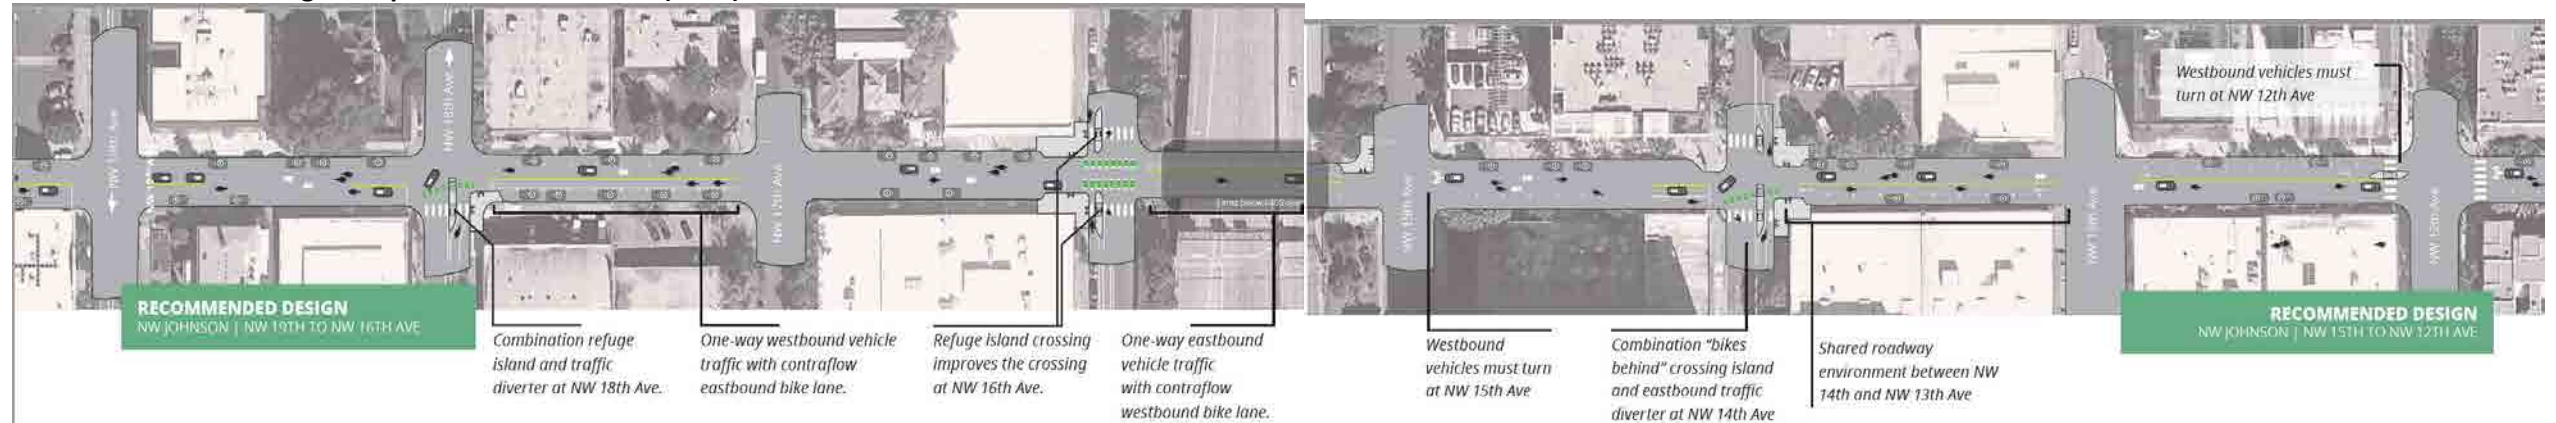 NW 19th Ave
NW 18th Ave
NW 17th Ave
NW 15th Ave
NW 13th Ave
NW 12th Ave
Westbound vehicles must
turn at NW 12th Ave
RECOMMENDED DESIGN
NW JOHNSON | NW 19TH TO NW 16TH AVE
Combination refuge
island and traffic
diverter at NW 18th Ave.
One-way westbound vehicle
traffic with contraflow
eastbound bike lane.
Refuge island crossing
improves the crossing
at NW 16th Ave.
One-way eastbound
vehicle traffic
with contraflow
westbound bike lane.
Westbound
vehicles must turn
at NW 15th Ave
Combination "bikes
behind" crossing island
and eastbound traffic
diverter at NW 14th Ave
Shared roadway
environment between NW
14th and NW 13th Ave
RECOMMENDED DESIGN
NW JOHNSON | NW 15TH TO NW 12TH AVE